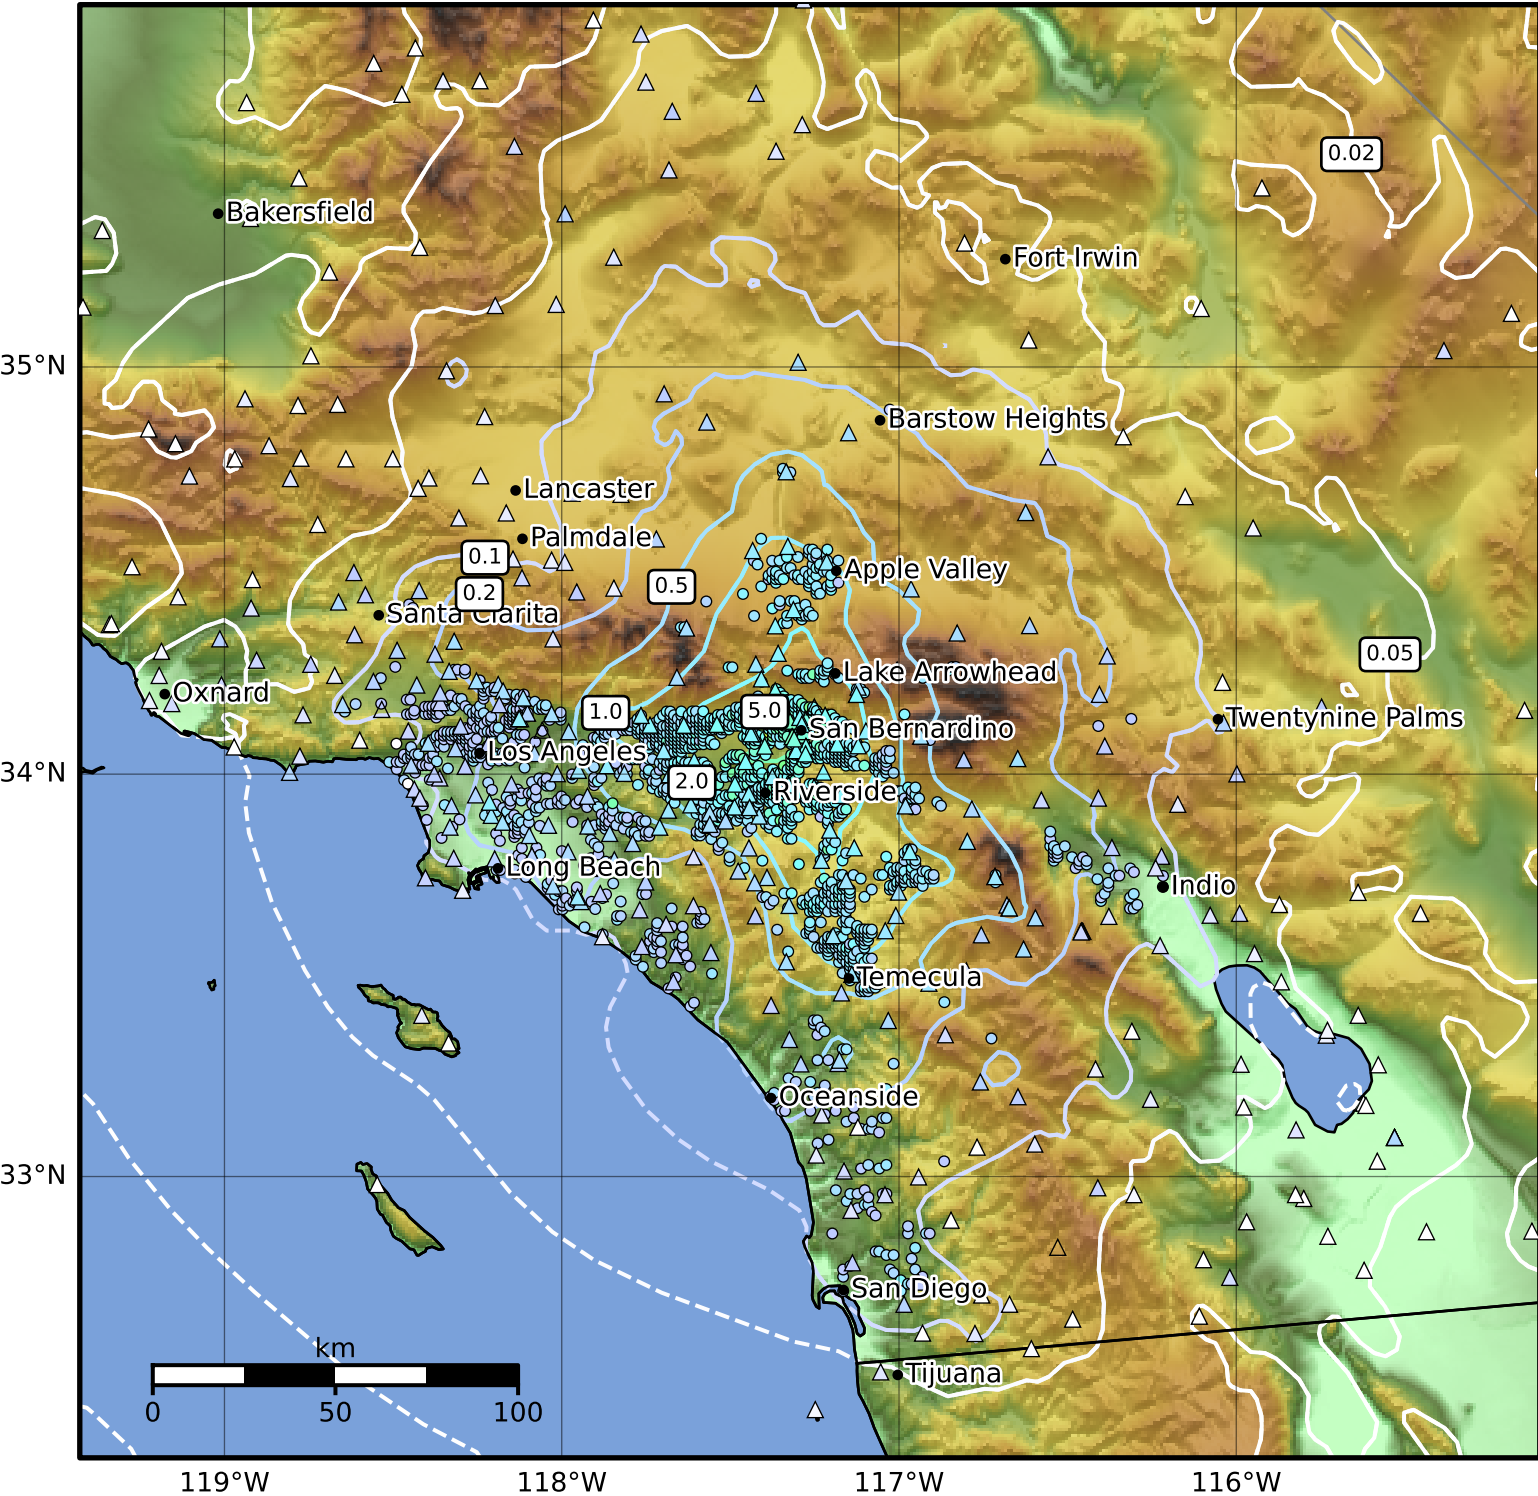 0.02
Bakersfield
Fort Irwin
35°N
Barstow Heights
Lancaster
Palmdale
0.1
0.2
0.5
Apple Valley
Santa Clarita
0.05
Lake Arrowhead
Oxnard
1.0
5.0
San Bernardino
Twentynine Palms
Los Angeles
34°N
2.0
Riverside
Long Beach
Indio
Temecula
Oceanside
33°N
San Diego
km
Tijuana
0 50 100
119°W 118°W 117°W 116°W